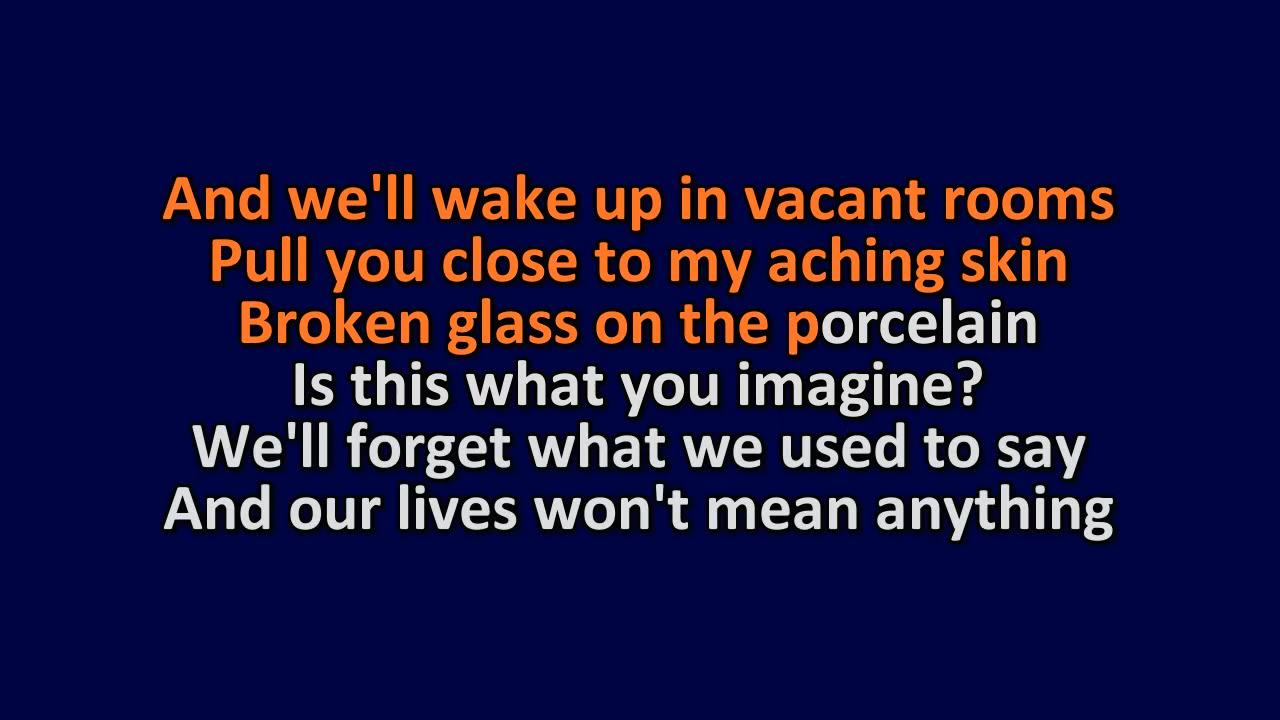 And we'll wake up in vacant rooms
Pull you close to my aching skin
Broken glass on the porcelain
Is this what you imagine?
We'll forget what we used to say
And our lives won't mean anything